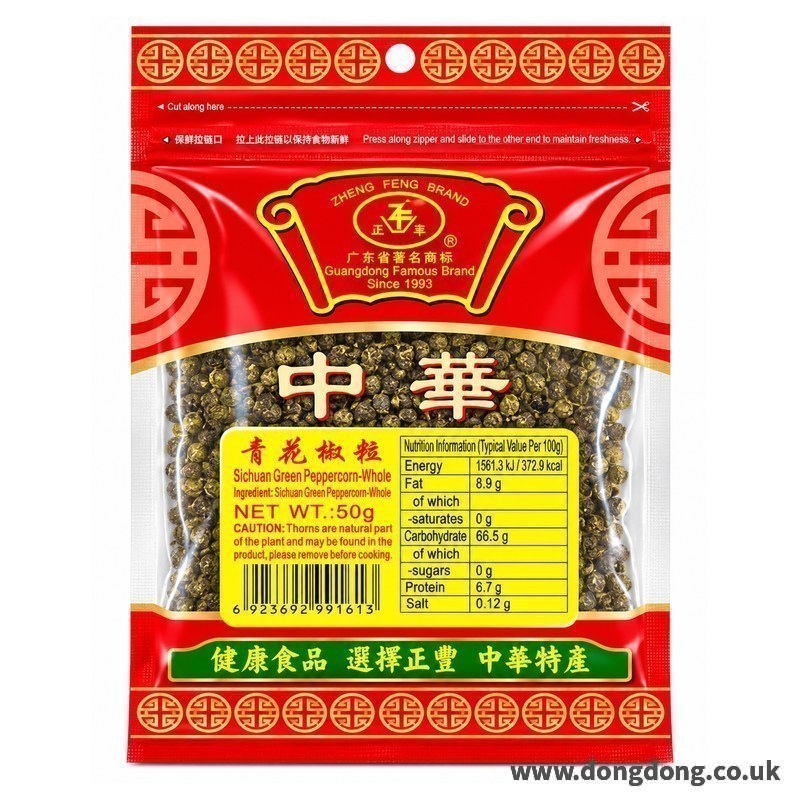 Cut along here
保鲜拉链口 拉上此拉链以保持食物新鲜 Press along zipper and slide to the other end to maintain freshness.
ZHENG FENG BRAND
正 丰
®
广东省著名商标
Guangdong Famous Brand
Since 1993
中華
青花椒粒
Sichuan Green Peppercorn-Whole
Ingredient: Sichuan Green Peppercorn-Whole
NET WT.:50g
CAUTION: Thorns are natural part
of the plant and may be found in the
product, please remove before cooking.
6 923692 991613
Nutrition Information (Typical Value Per 100g)
Energy 1561.3 kJ / 372.9 kcal
Fat 8.9 g
of which
-saturates 0 g
Carbohydrate 66.5 g
of which
-sugars 0 g
Protein 6.7 g
Salt 0.12 g
健康食品 選擇正豐 中華特產
www.dongdong.co.uk